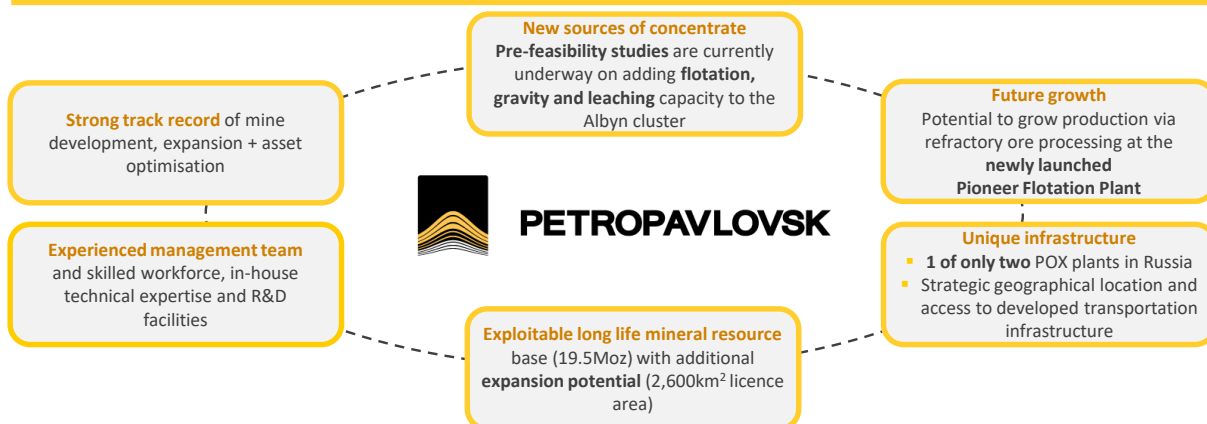 New sources of concentrate
Pre-feasibility studies are currently
underway on adding flotation,
gravity and leaching capacity to the
Albyn cluster
Strong track record of mine
development, expansion + asset
optimisation
Future growth
Potential to grow production via
refractory ore processing at the
newly launched
Pioneer Flotation Plant
PETROPAVLOVSK
Experienced management team
and skilled workforce, in-house
technical expertise and R&D
facilities
Unique infrastructure
▪ 1 of only two POX plants in Russia
▪ Strategic geographical location and
access to developed transportation
infrastructure
Exploitable long life mineral resource
base (19.5Moz) with additional
expansion potential (2,600km² licence
area)